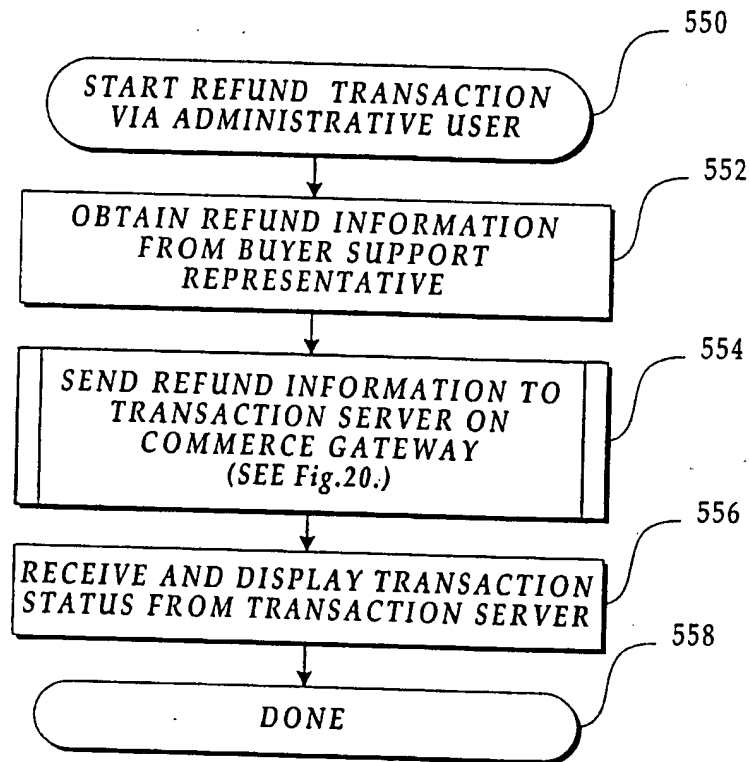 550
START REFUND TRANSACTION
VIA ADMINISTRATIVE USER
552
OBTAIN REFUND INFORMATION
FROM BUYER SUPPORT
REPRESENTATIVE
554
SEND REFUND INFORMATION TO
TRANSACTION SERVER ON
COMMERCE GATEWAY
(SEE Fig.20.)
556
RECEIVE AND DISPLAY TRANSACTION
STATUS FROM TRANSACTION SERVER
558
DONE